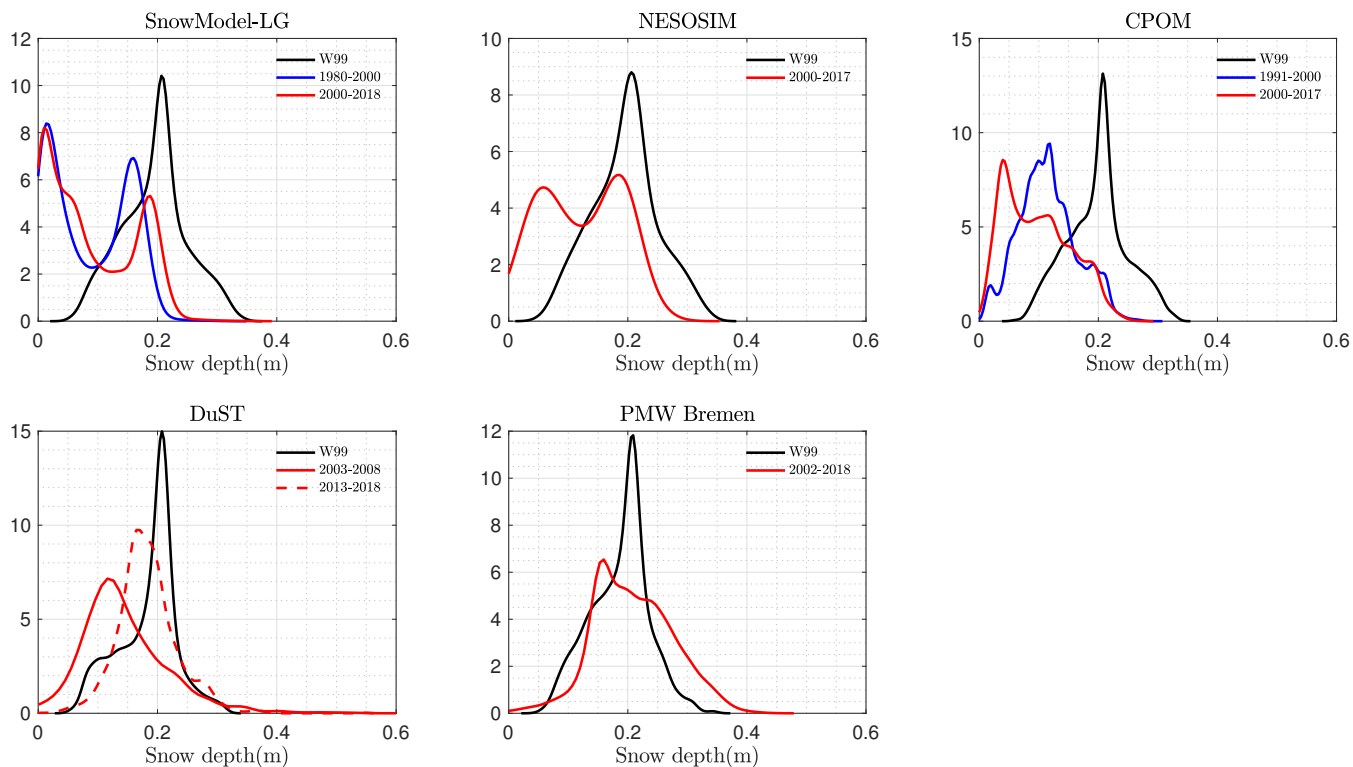 SnowModel-LG
12
10
8
6
4
2
0
W99
1980-2000
2000-2018
0 0.2 0.4 0.6
Snow depth(m)
NESOSIM
10
8
6
4
2
0
W99
2000-2017
0 0.2 0.4 0.6
Snow depth(m)
CPOM
15
10
5
0
W99
1991-2000
2000-2017
0 0.2 0.4 0.6
Snow depth(m)
DuST
15
10
5
0
W99
2003-2008
2013-2018
0 0.2 0.4 0.6
Snow depth(m)
PMW Bremen
12
10
8
6
4
2
0
W99
2002-2018
0 0.2 0.4 0.6
Snow depth(m)